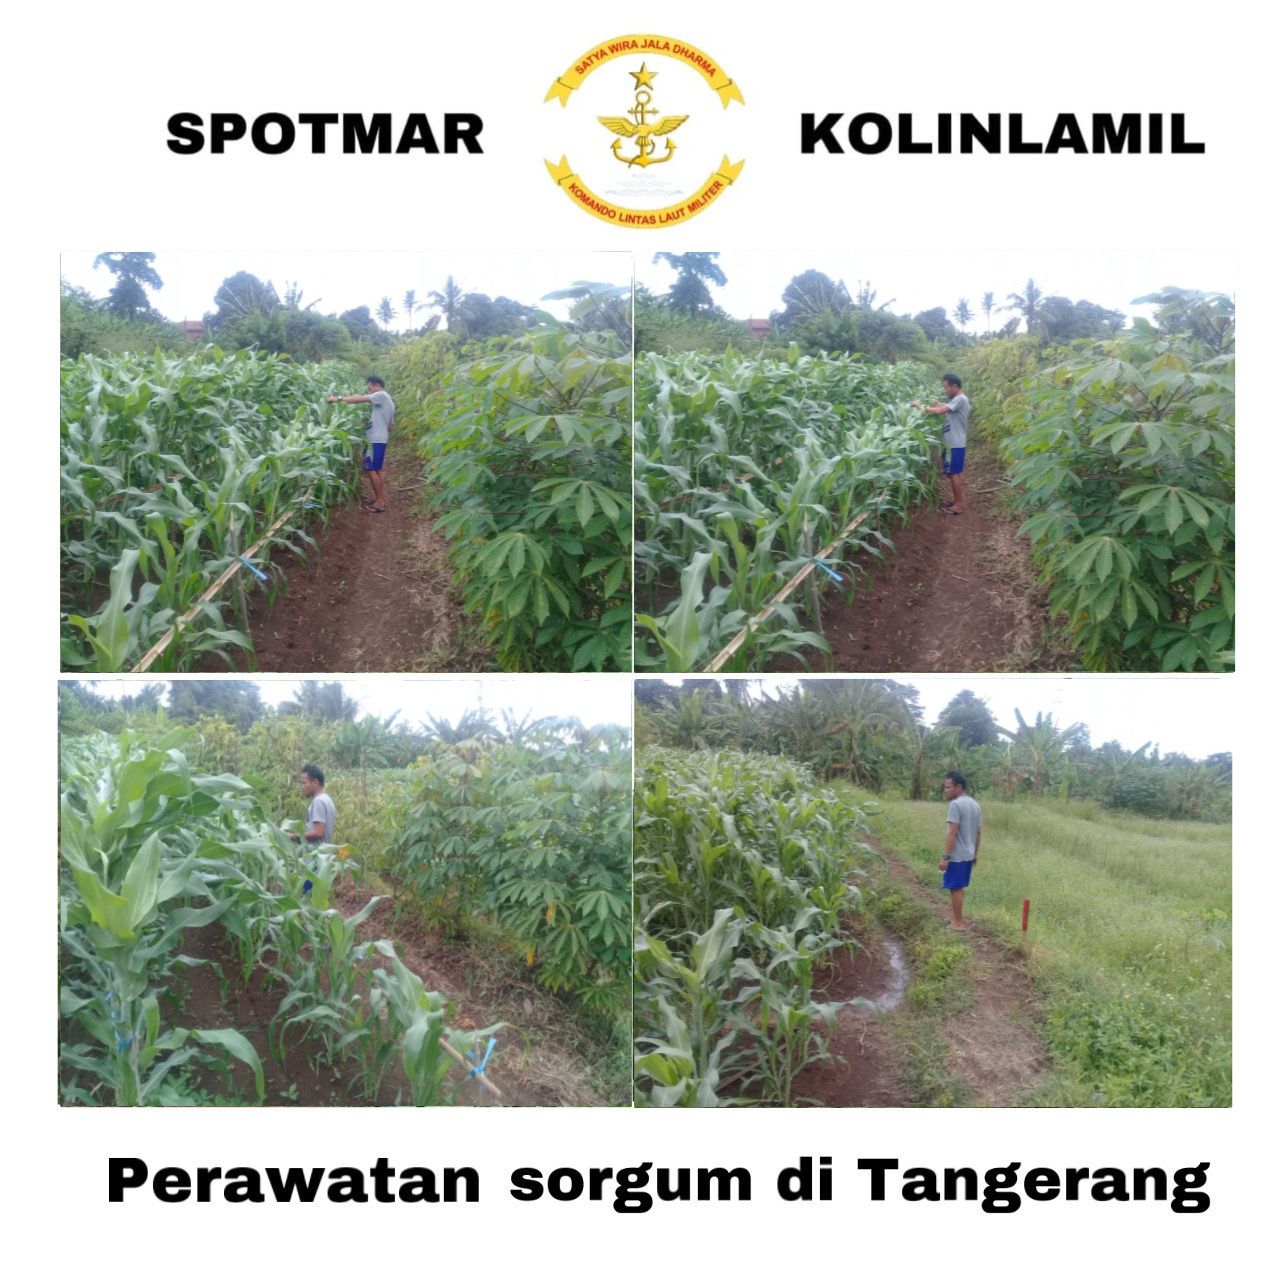 SATYA WIRA JALA DHARMA
SPOTMAR
KOLINLAMIL
KOMANDO LINTAS LAUT MILITER
Perawatan sorgum di Tangerang